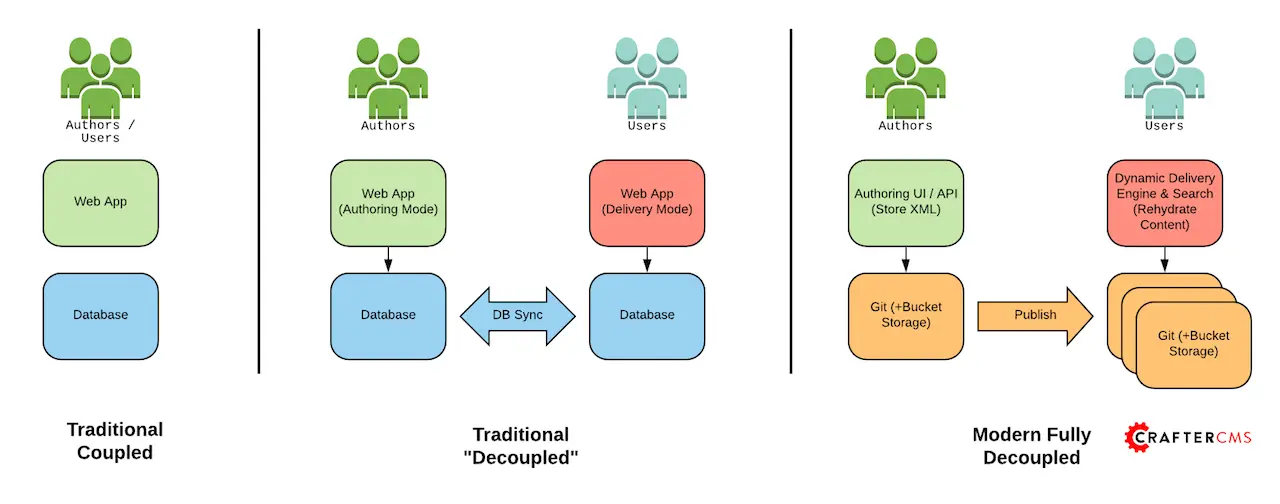 Authors /
Users
Web App
Database
Traditional
Coupled
Authors
Users
Web App
(Authoring Mode)
Web App
(Delivery Mode)
Database
DB Sync
Database
Traditional
"Decoupled"
Authors
Users
Authoring UI / API
(Store XML)
Dynamic Delivery
Engine & Search
(Rehydrate
Content)
Git (+Bucket
Storage)
Publish
Git (+Bucket
Storage)
Modern Fully
Decoupled
CRAFTERCMS